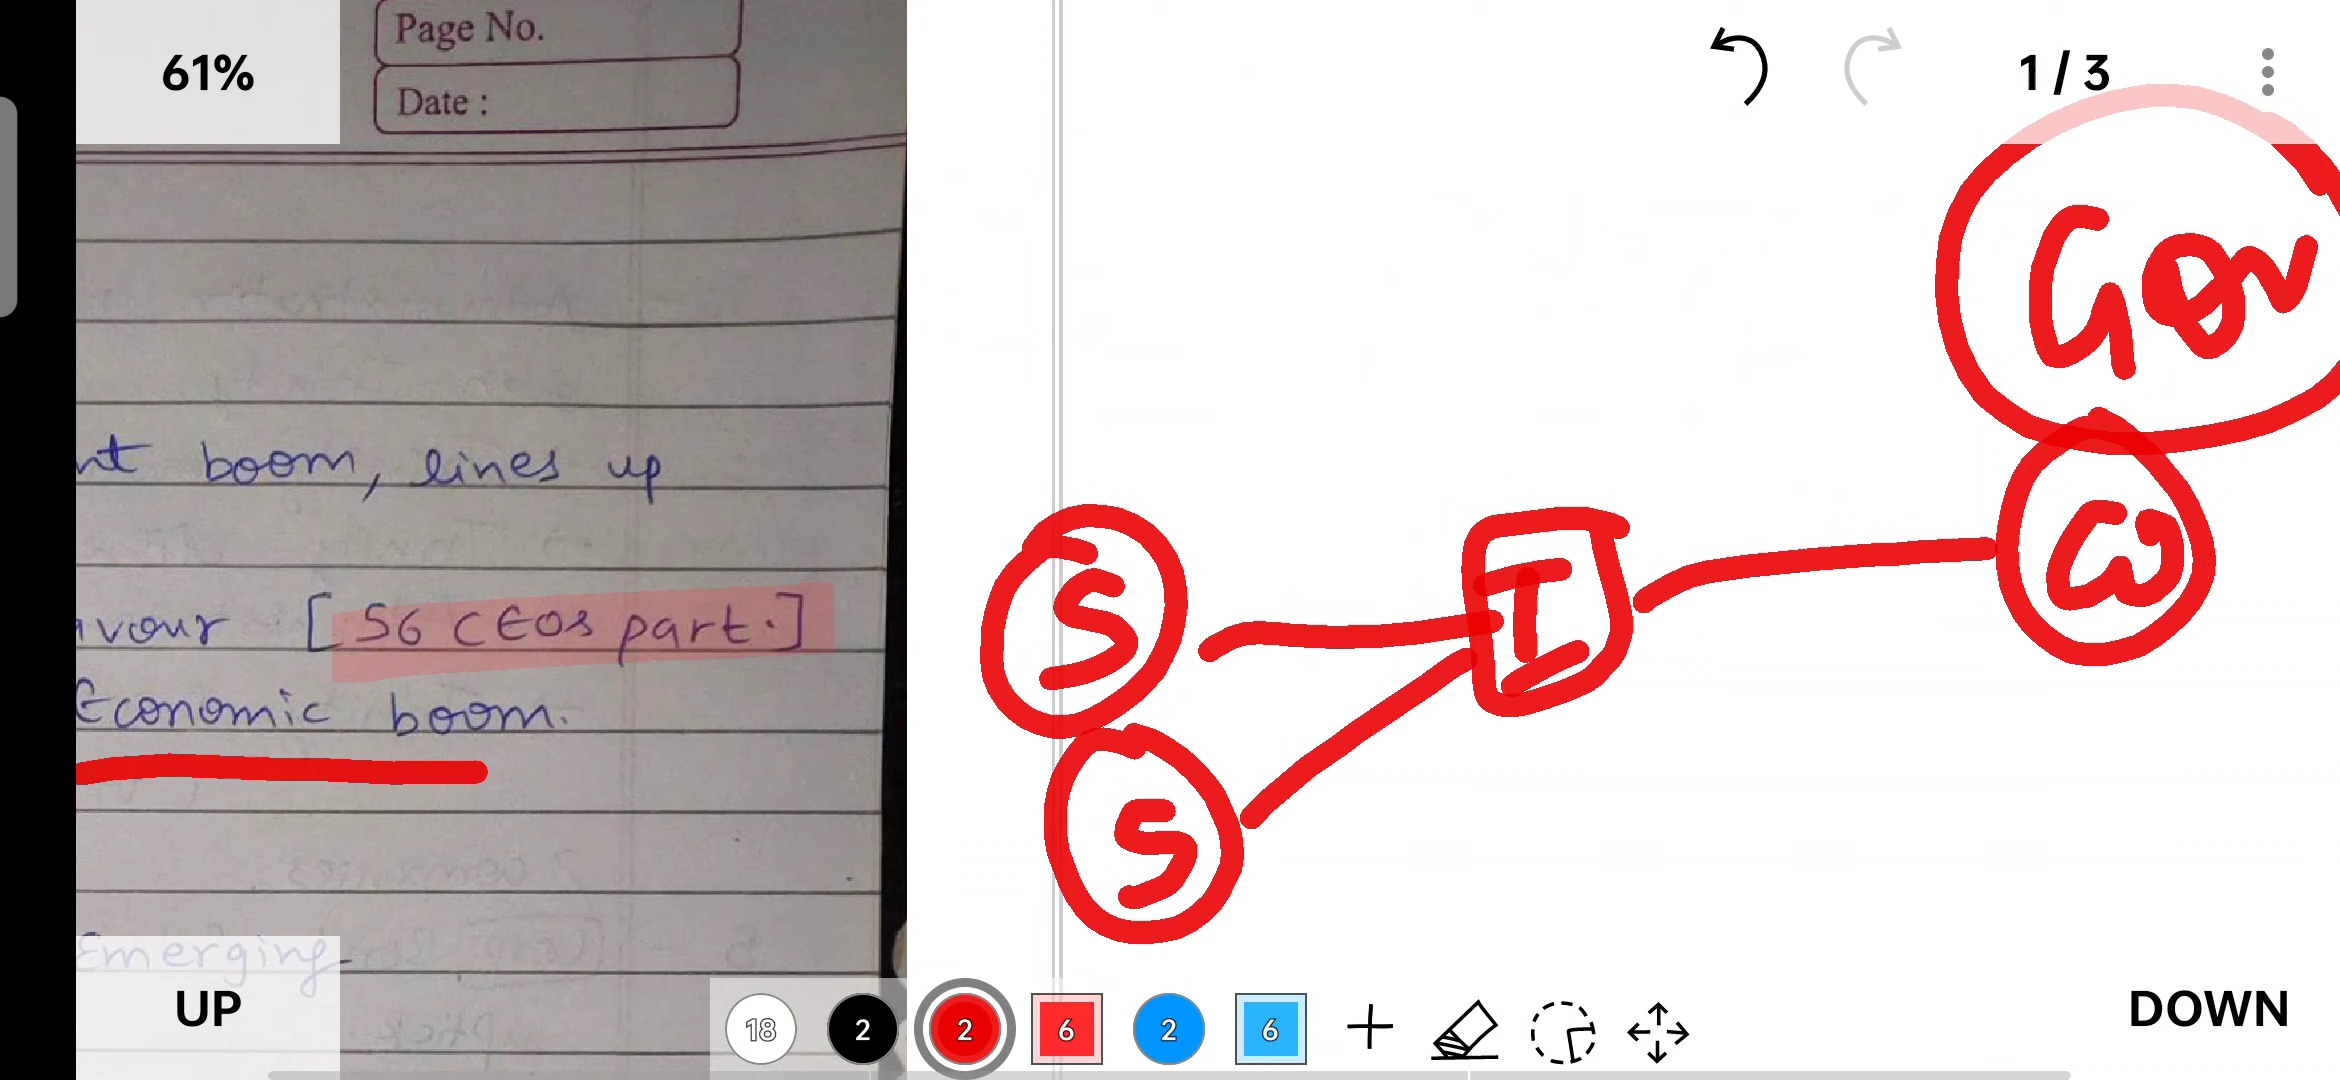 61%
Page No.
Date :
1 / 3
Gov
nt boom, lines up
avour [56 CEOs part.]
Economic boom.
S
I
W
S
Emerging
UP
18 2 2 6 2 6
DOWN